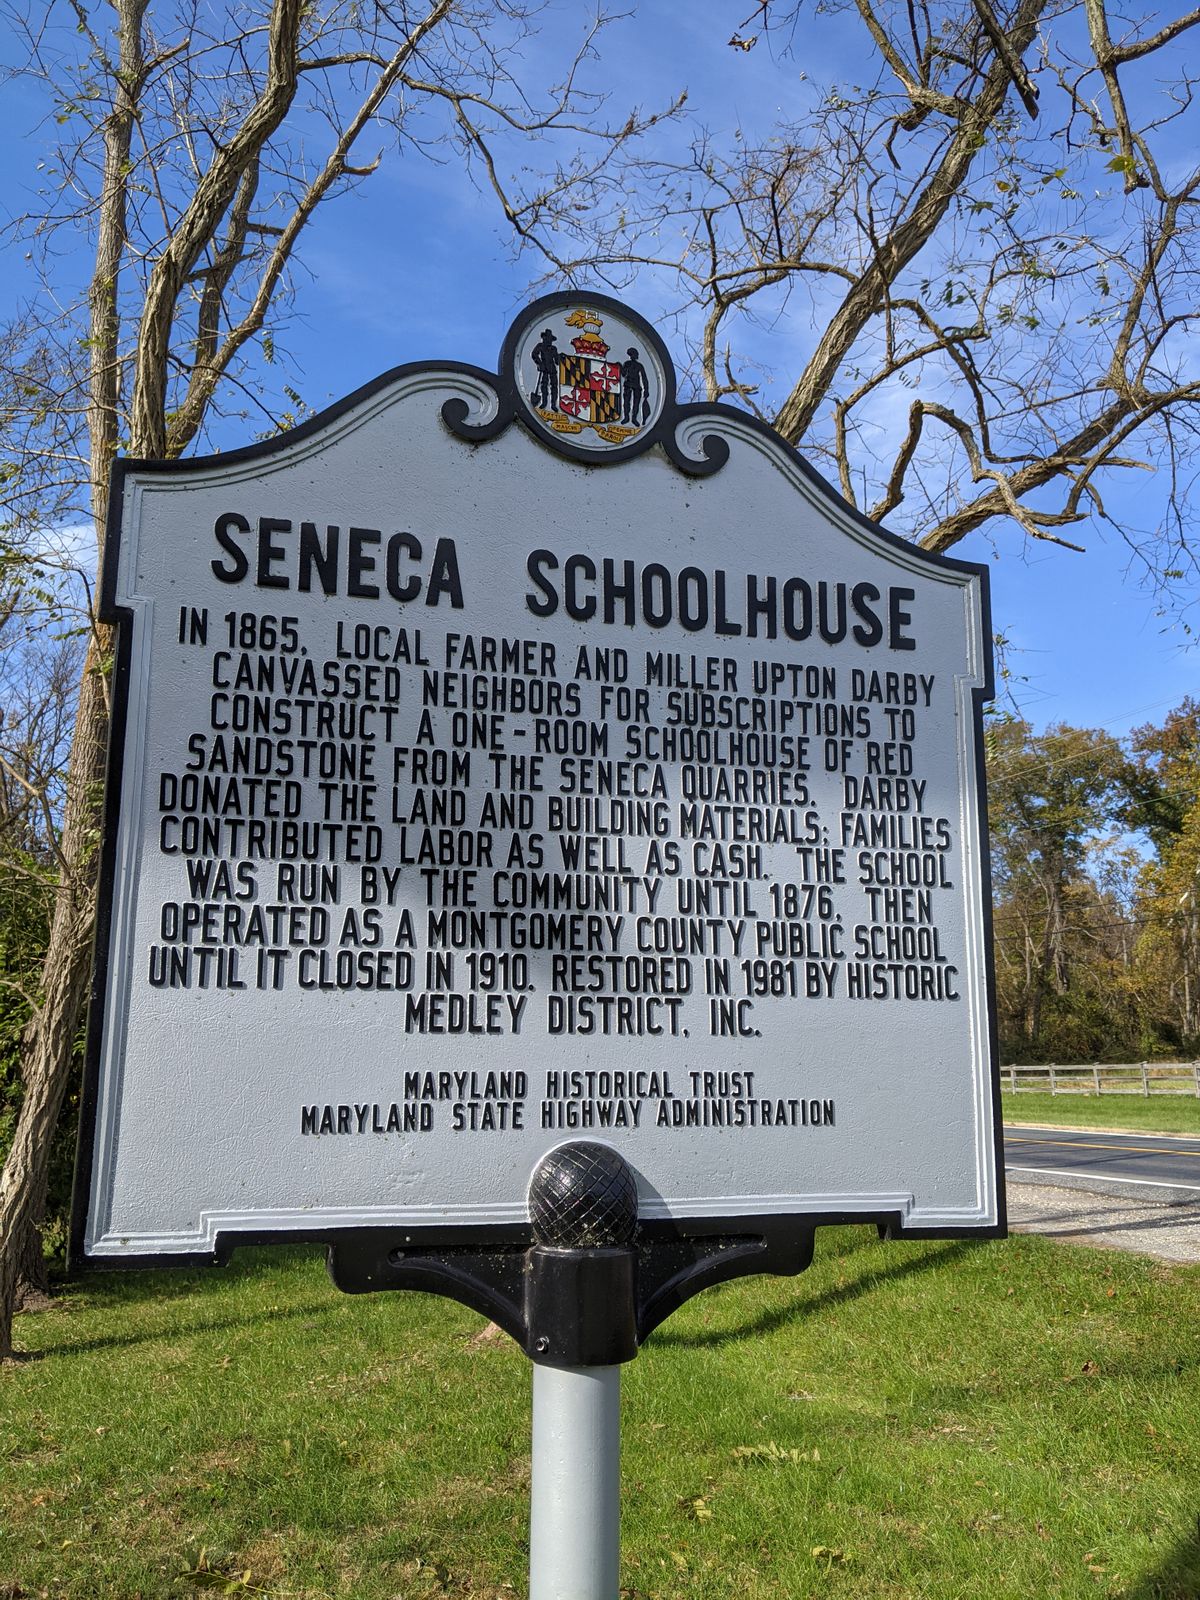 SENECA SCHOOLHOUSE
IN 1865, LOCAL FARMER AND MILLER UPTON DARBY
CANVASSED NEIGHBORS FOR SUBSCRIPTIONS TO
CONSTRUCT A ONE-ROOM SCHOOLHOUSE OF RED
SANDSTONE FROM THE SENECA QUARRIES. DARBY
DONATED THE LAND AND BUILDING MATERIALS; FAMILIES
CONTRIBUTED LABOR AS WELL AS CASH. THE SCHOOL
WAS RUN BY THE COMMUNITY UNTIL 1876, THEN
OPERATED AS A MONTGOMERY COUNTY PUBLIC SCHOOL
UNTIL IT CLOSED IN 1910. RESTORED IN 1981 BY HISTORIC
MEDLEY DISTRICT, INC.
MARYLAND HISTORICAL TRUST
MARYLAND STATE HIGHWAY ADMINISTRATION